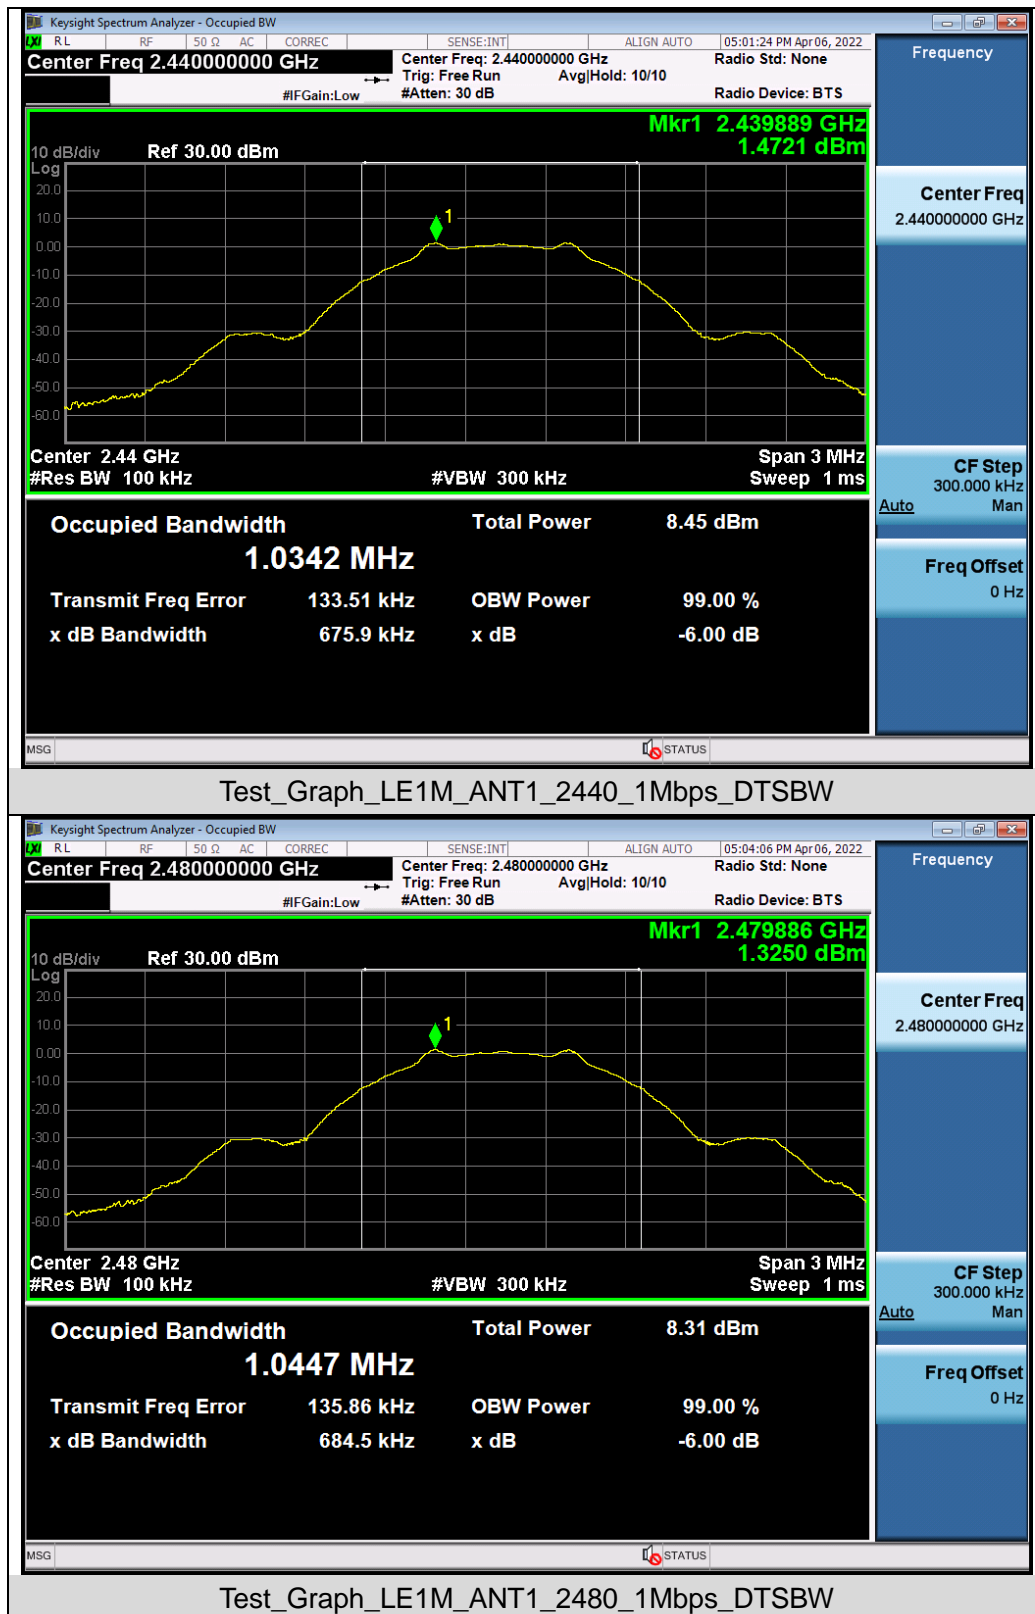 Keysight Spectrum Analyzer - Occupied BW
LXI RL RF 50 Ω AC CORREC SENSE:INT ALIGN AUTO 05:01:24 PM Apr 06, 2022
Center Freq 2.440000000 GHz Center Freq: 2.440000000 GHz Radio Std: None
Trig: Free Run Avg|Hold: 10/10
#IFGain:Low #Atten: 30 dB Radio Device: BTS
Frequency
Mkr1 2.439889 GHz
1.4721 dBm
10 dB/div Ref 30.00 dBm
Log
20.0
10.0
1
0.00
-10.0
-20.0
-30.0
-40.0
-50.0
-60.0
Center 2.44 GHz Span 3 MHz
#Res BW 100 kHz #VBW 300 kHz Sweep 1 ms
Center Freq
2.440000000 GHz
CF Step
300.000 kHz
Auto Man
Freq Offset
0 Hz
Occupied Bandwidth Total Power 8.45 dBm
1.0342 MHz
Transmit Freq Error 133.51 kHz OBW Power 99.00 %
x dB Bandwidth 675.9 kHz x dB -6.00 dB
MSG STATUS
Test_Graph_LE1M_ANT1_2440_1Mbps_DTSBW
Keysight Spectrum Analyzer - Occupied BW
LXI RL RF 50 Ω AC CORREC SENSE:INT ALIGN AUTO 05:04:06 PM Apr 06, 2022
Center Freq 2.480000000 GHz Center Freq: 2.480000000 GHz Radio Std: None
Trig: Free Run Avg|Hold: 10/10
#IFGain:Low #Atten: 30 dB Radio Device: BTS
Frequency
Mkr1 2.479886 GHz
1.3250 dBm
10 dB/div Ref 30.00 dBm
Log
20.0
10.0
1
0.00
-10.0
-20.0
-30.0
-40.0
-50.0
-60.0
Center 2.48 GHz Span 3 MHz
#Res BW 100 kHz #VBW 300 kHz Sweep 1 ms
Center Freq
2.480000000 GHz
CF Step
300.000 kHz
Auto Man
Freq Offset
0 Hz
Occupied Bandwidth Total Power 8.31 dBm
1.0447 MHz
Transmit Freq Error 135.86 kHz OBW Power 99.00 %
x dB Bandwidth 684.5 kHz x dB -6.00 dB
MSG STATUS
Test_Graph_LE1M_ANT1_2480_1Mbps_DTSBW